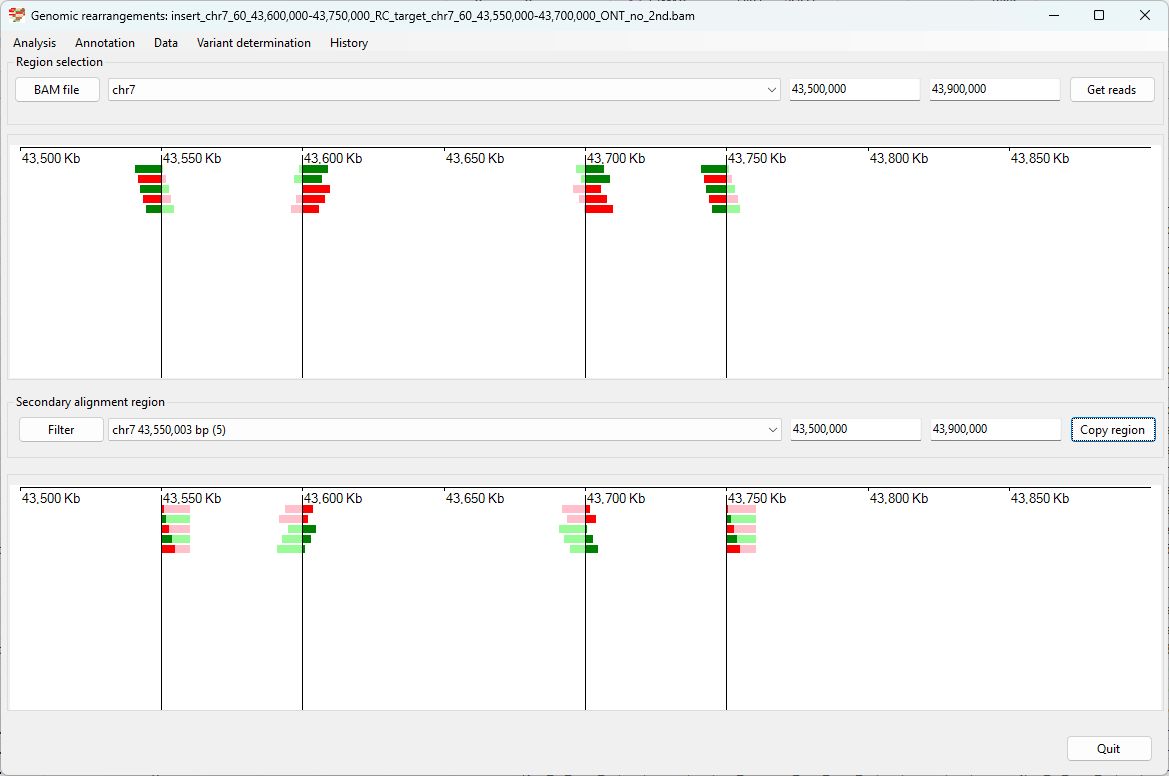 Genomic rearrangements: insert_chr7_60_43,600,000-43,750,000_RC_target_chr7_60_43,550,000-43,700,000_ONT_no_2nd.bam
Analysis Annotation Data Variant determination History
Region selection
BAM file chr7 43,500,000 43,900,000 Get reads
43,500 Kb 43,550 Kb 43,600 Kb 43,650 Kb 43,700 Kb 43,750 Kb 43,800 Kb 43,850 Kb
Secondary alignment region
Filter chr7 43,550,003 bp (5) 43,500,000 43,900,000 Copy region
43,500 Kb 43,550 Kb 43,600 Kb 43,650 Kb 43,700 Kb 43,750 Kb 43,800 Kb 43,850 Kb
Quit